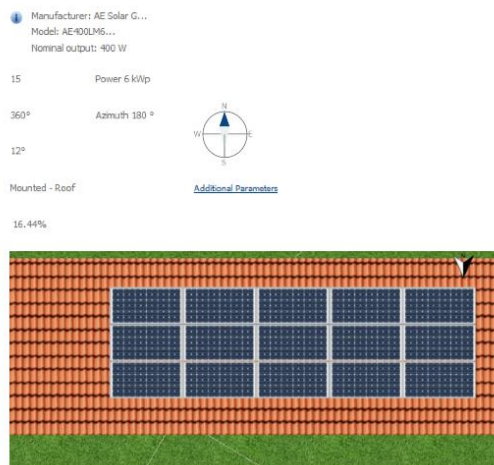 Manufacturer: AE Solar G...
Model: AE400LM6...
Nominal output: 400 W
15 Power 6 kWp
360° Azimuth 180 °
N
W E
S
12°
Mounted - Roof Additional Parameters
16.44%